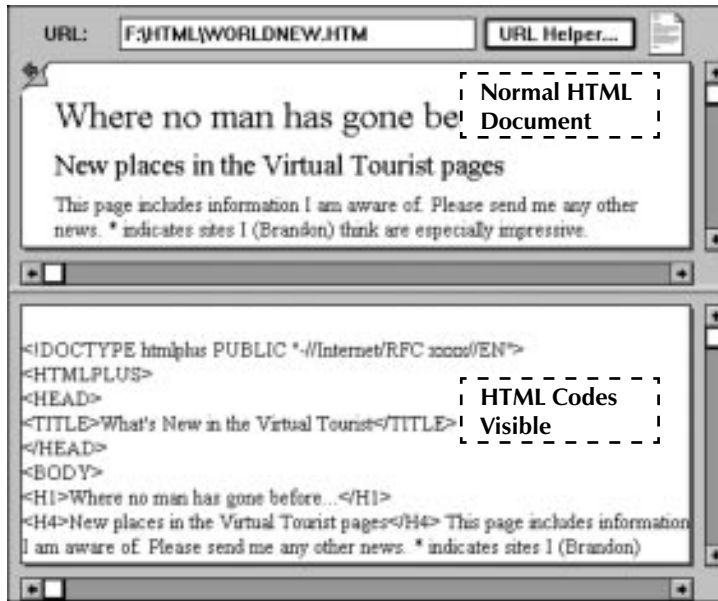 URL: F:\HTML\WORLDNEW.HTM URL Helper...
Where no man has gone be
Normal HTML
Document
New places in the Virtual Tourist pages
This page includes information I am aware of. Please send me any other
news. * indicates sites I (Brandon) think are especially impressive.
<!DOCTYPE htmlplus PUBLIC "-//Internet/RFC xxxx//EN">
<HTMLPLUS>
<HEAD>
<TITLE>What's New in the Virtual Tourist</TITLE>
</HEAD>
<BODY>
HTML Codes
Visible
<H1>Where no man has gone before...</H1>
<H4>New places in the Virtual Tourist pages</H4> This page includes information
I am aware of. Please send me any other news. * indicates sites I (Brandon)